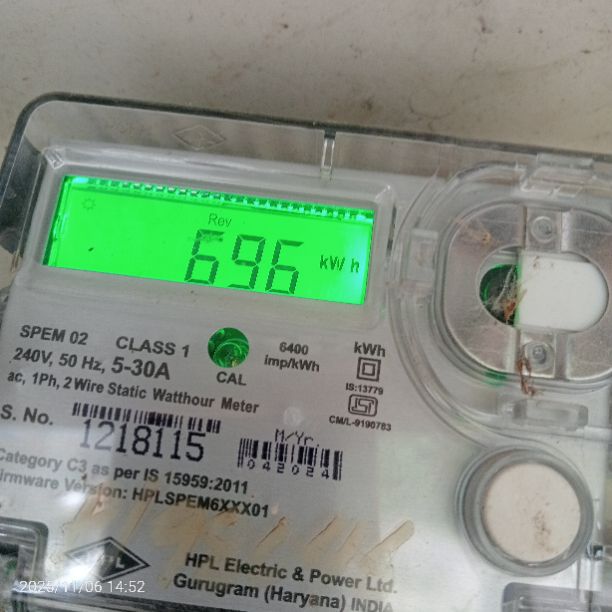 Rev
696 kWh
SPEM 02 CLASS 1
240V, 50 Hz, 5-30A
ac, 1Ph, 2 Wire Static Watthour Meter
CAL
6400
imp/kWh
kWh
IS:13779
CM/L-9190783
S. No. 1218115
M/Yr.
042024
Category C3 as per IS 15959:2011
Firmware Version: HPLSPEM6XXX01
HPL
HPL Electric & Power Ltd.
Gurugram (Haryana) INDIA
2025/11/06 14:52